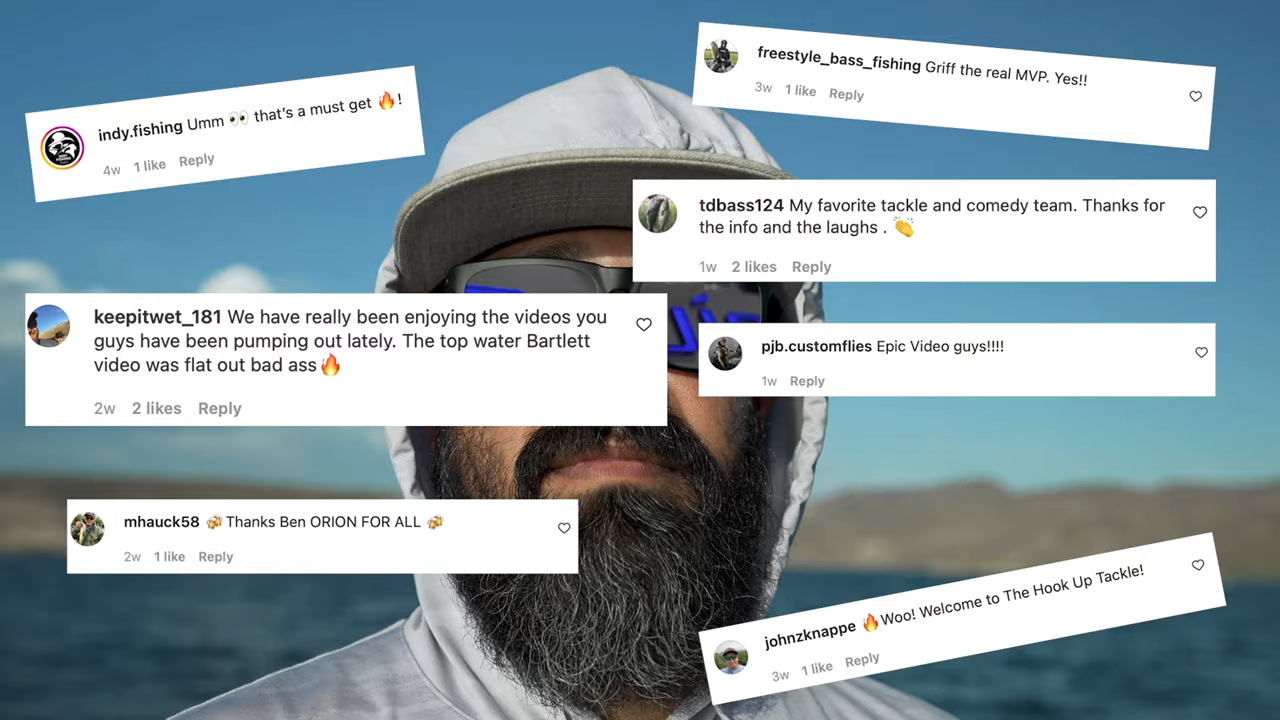 freestyle_bass_fishing Griff the real MVP. Yes!!
3w 1 like Reply
indy.fishing Umm 👀 that's a must get 🔥!
4w 1 like Reply
tdbass124 My favorite tackle and comedy team. Thanks for
the info and the laughs . 👏
1w 2 likes Reply
keepitwet_181 We have really been enjoying the videos you
guys have been pumping out lately. The top water Bartlett
video was flat out bad ass🔥
2w 2 likes Reply
pjb.customflies Epic Video guys!!!!
1w Reply
mhauck58 🍻Thanks Ben ORION FOR ALL 🍻
2w 1 like Reply
johnzknappe 🔥Woo! Welcome to The Hook Up Tackle!
3w 1 like Reply